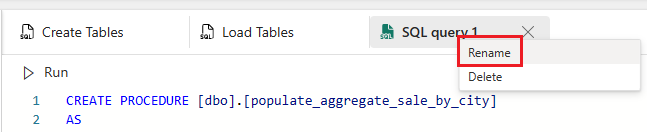 Create Tables
Load Tables
SQL query 1
Rename
Delete
Run
1 CREATE PROCEDURE [dbo].[populate_aggregate_sale_by_city]
2 AS